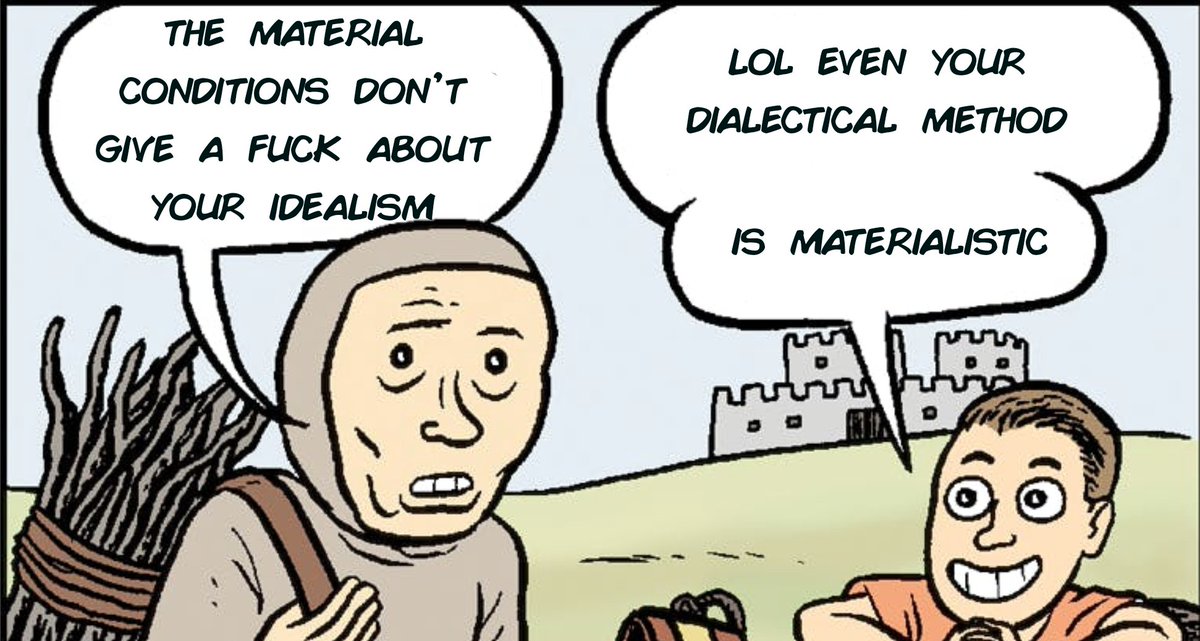 THE MATERIAL
CONDITIONS DON'T
GIVE A FUCK ABOUT
YOUR IDEALISM
LOL EVEN YOUR
DIALECTICAL METHOD
IS MATERIALISTIC